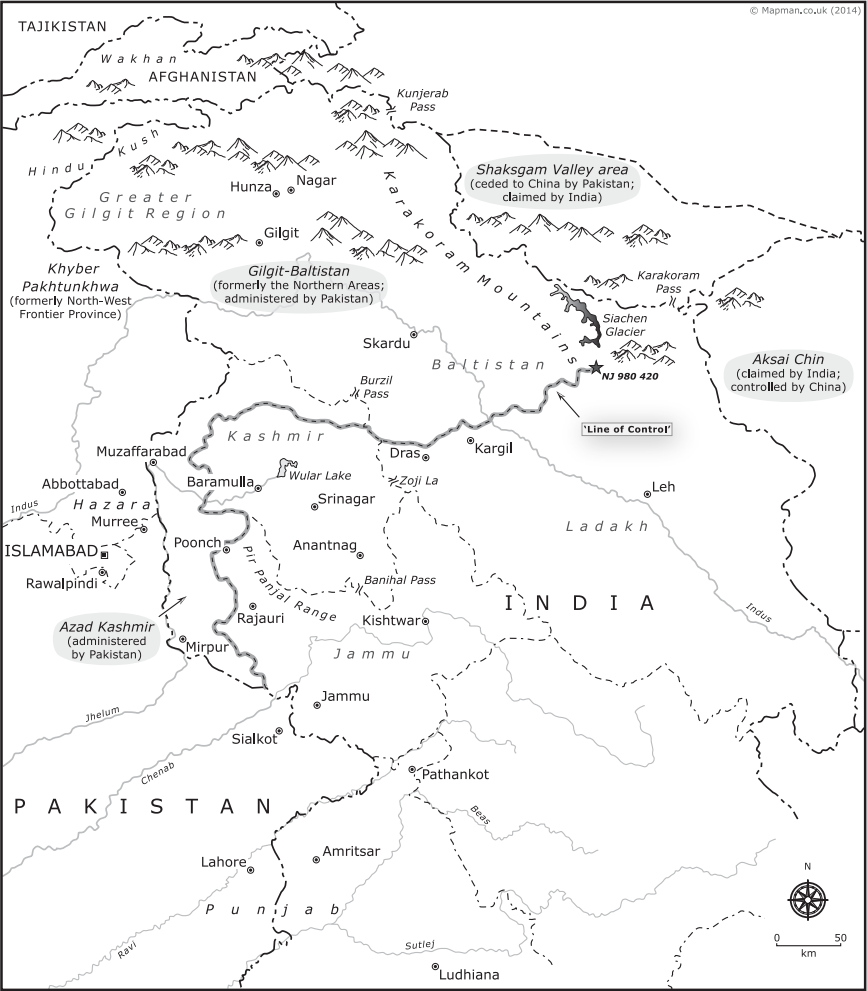 © Mapman.co.uk (2014)
TAJIKISTAN
Wakhan
AFGHANISTAN
Kunjerab
Pass
Hindu Kush
Shaksgam Valley area
(ceded to China by Pakistan;
claimed by India)
Hunza
Nagar
Greater
Gilgit Region
Karakoram Mountains
Gilgit
Khyber
Pakhtunkhwa
(formerly North-West
Frontier Province)
Gilgit-Baltistan
(formerly the Northern Areas;
administered by Pakistan)
Karakoram
Pass
Siachen
Glacier
Skardu
Baltistan
NJ 980 420
Aksai Chin
(claimed by India;
controlled by China)
Burzil
Pass
'Line of Control'
Kashmir
Muzaffarabad
Dras
Kargil
Abbottabad
Baramulla
Wular Lake
Zoji La
Leh
Indus
Hazara
Srinagar
Murree
Ladakh
ISLAMABAD
Poonch
Anantnag
Rawalpindi
Pir Panjal Range
Banihal Pass
INDIA
Indus
Azad Kashmir
(administered
by Pakistan)
Rajauri
Kishtwar
Mirpur
Jammu
Jammu
Jhelum
Sialkot
Chenab
Pathankot
PAKISTAN
Beas
Lahore
Amritsar
N
Punjab
0 50
km
Ravi
Sutlej
Ludhiana